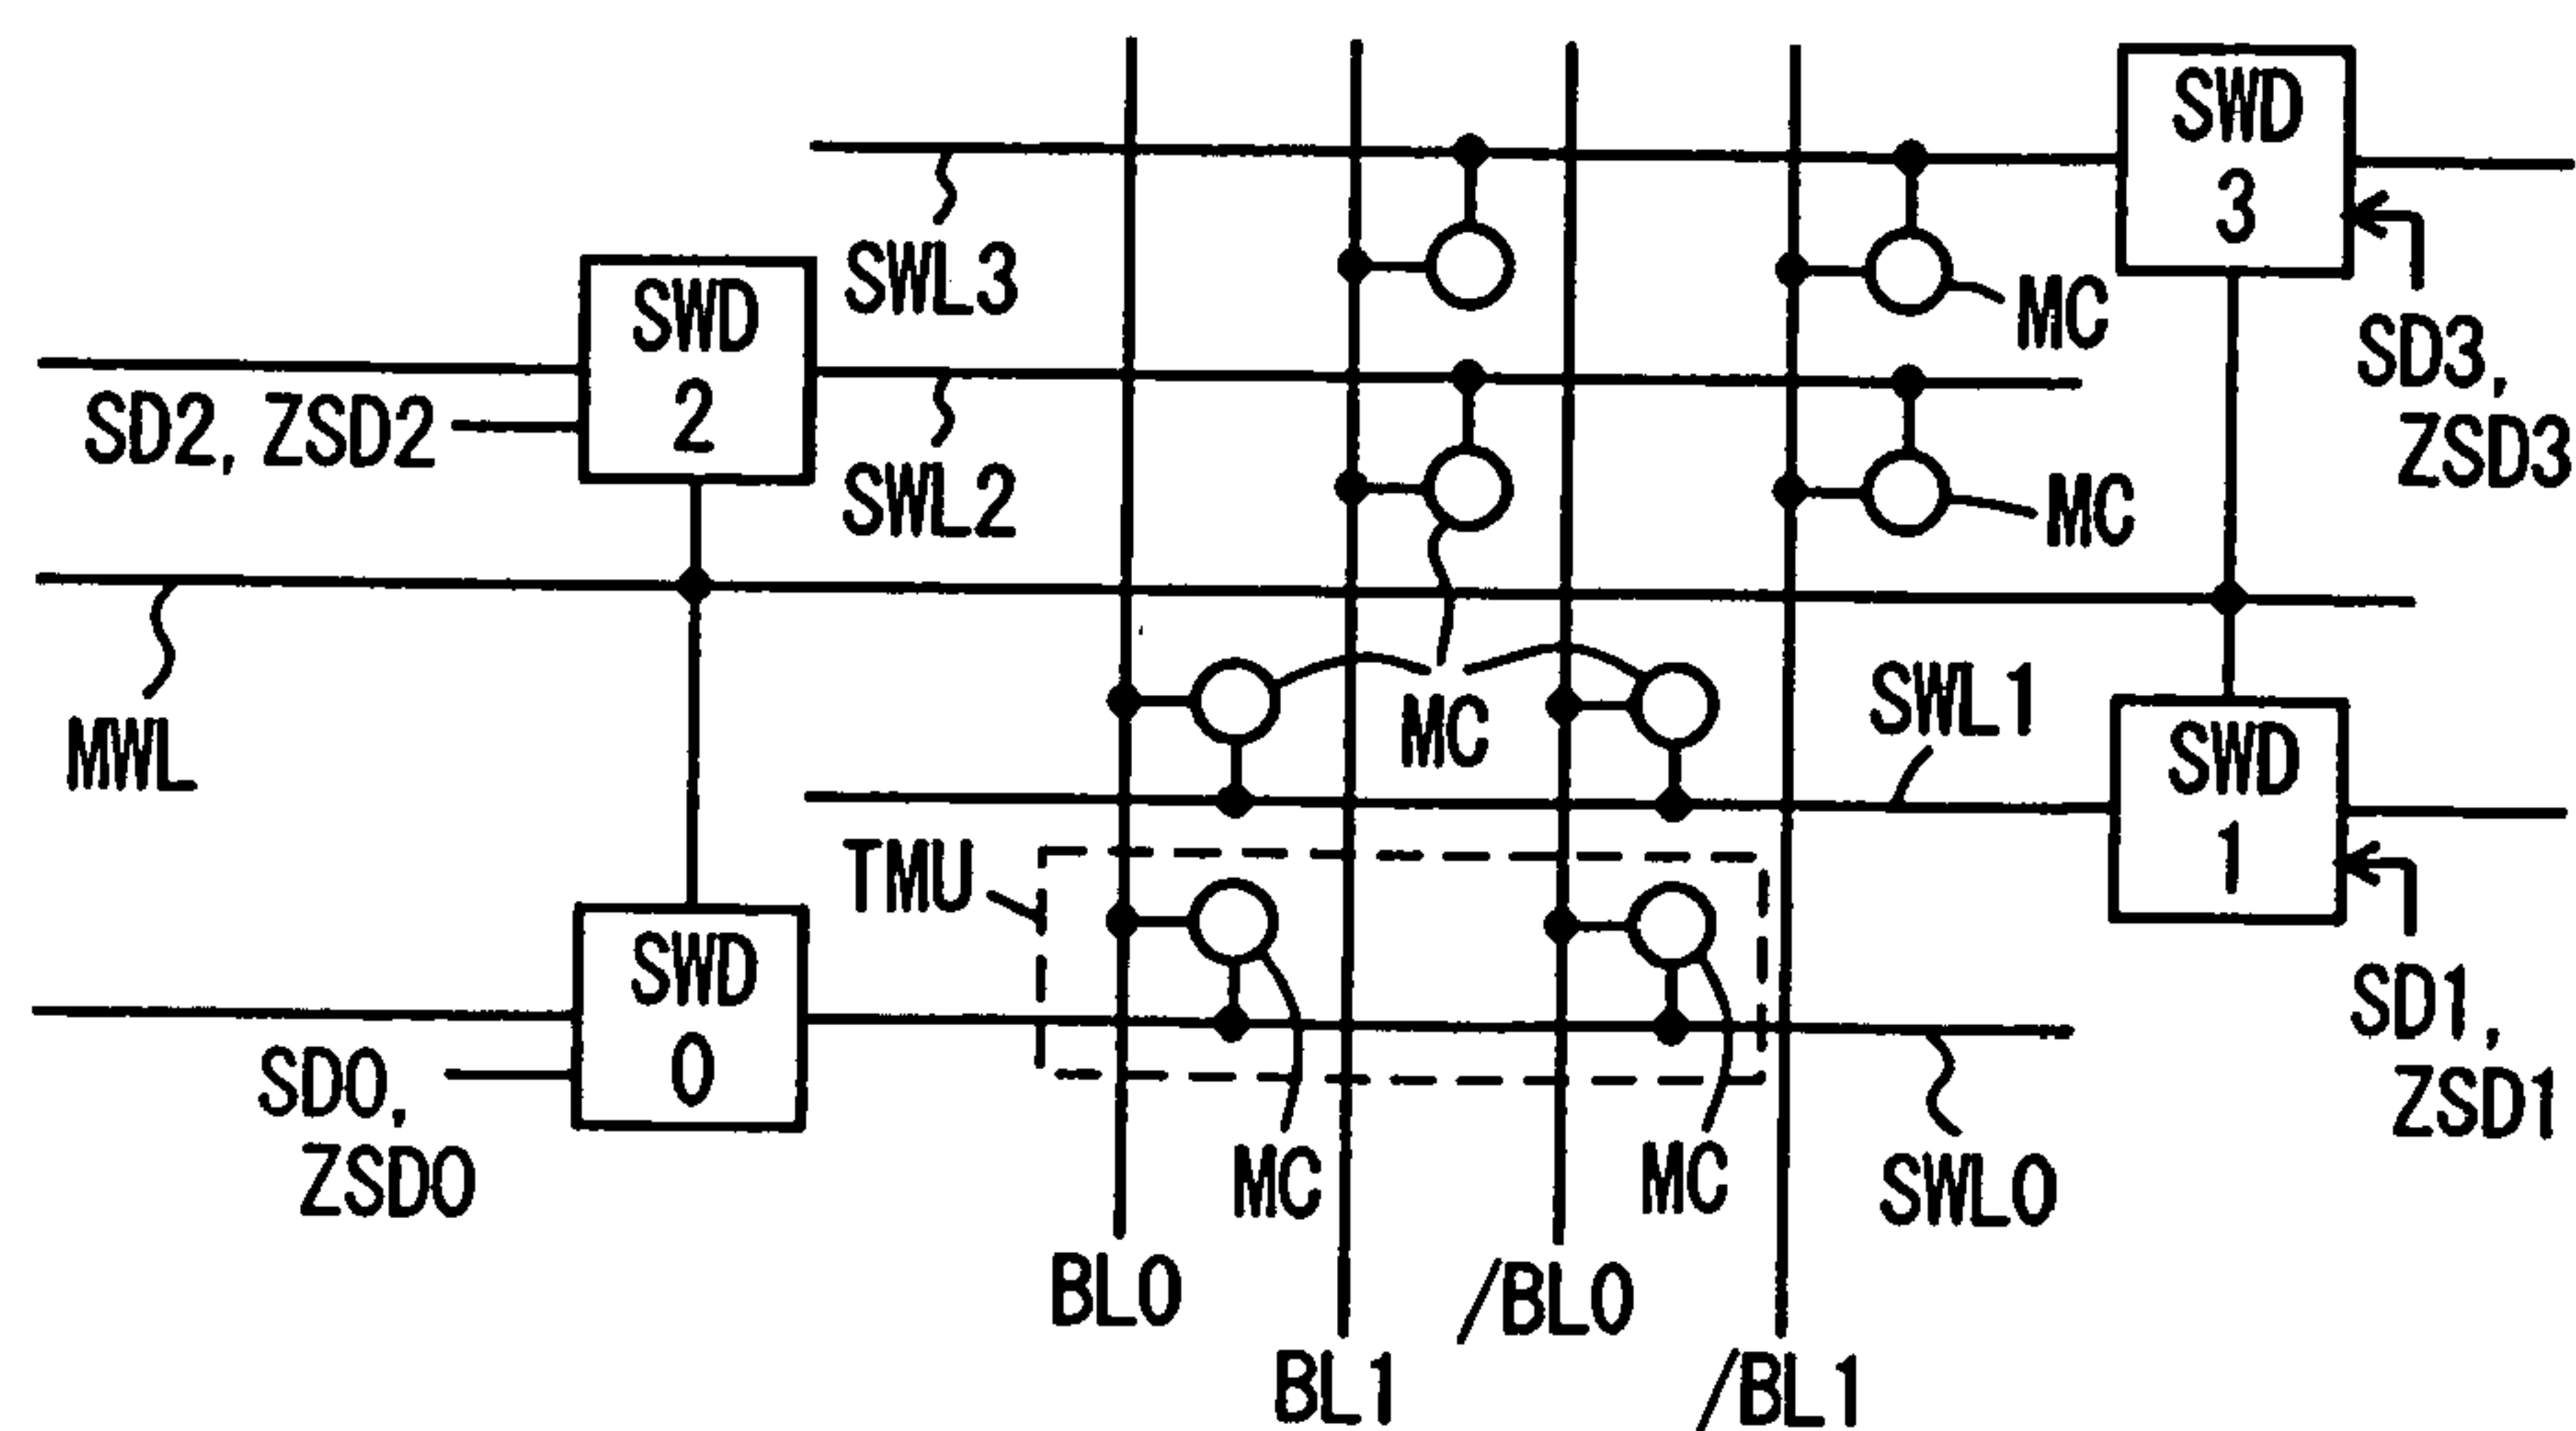 SWD
3
SWL3
MC
SD3,
ZSD3
SWD
2
SD2, ZSD2
SWL2
MC
MWL
MC
SWL1
SWD
1
TMU
SWD
0
SD0,
ZSD0
SD1,
ZSD1
MC
MC
SWL0
BL0
/BL0
BL1
/BL1